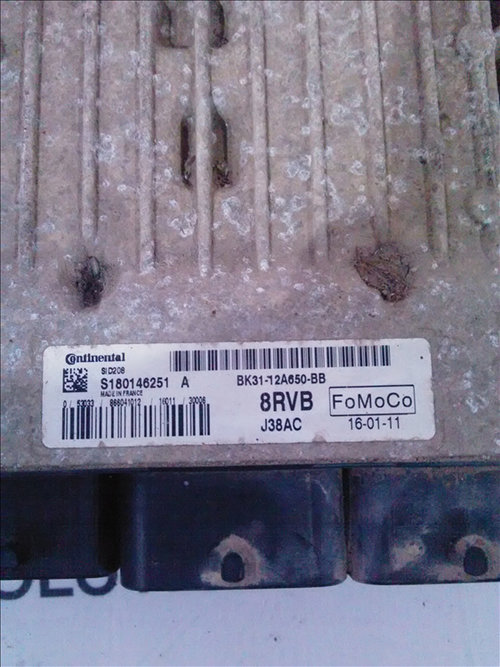 Continental
SID208
S180146251 A
MADE IN FRANCE
BK31-12A650-BB
8RVB
FoMoCo
J38AC
16-01-11